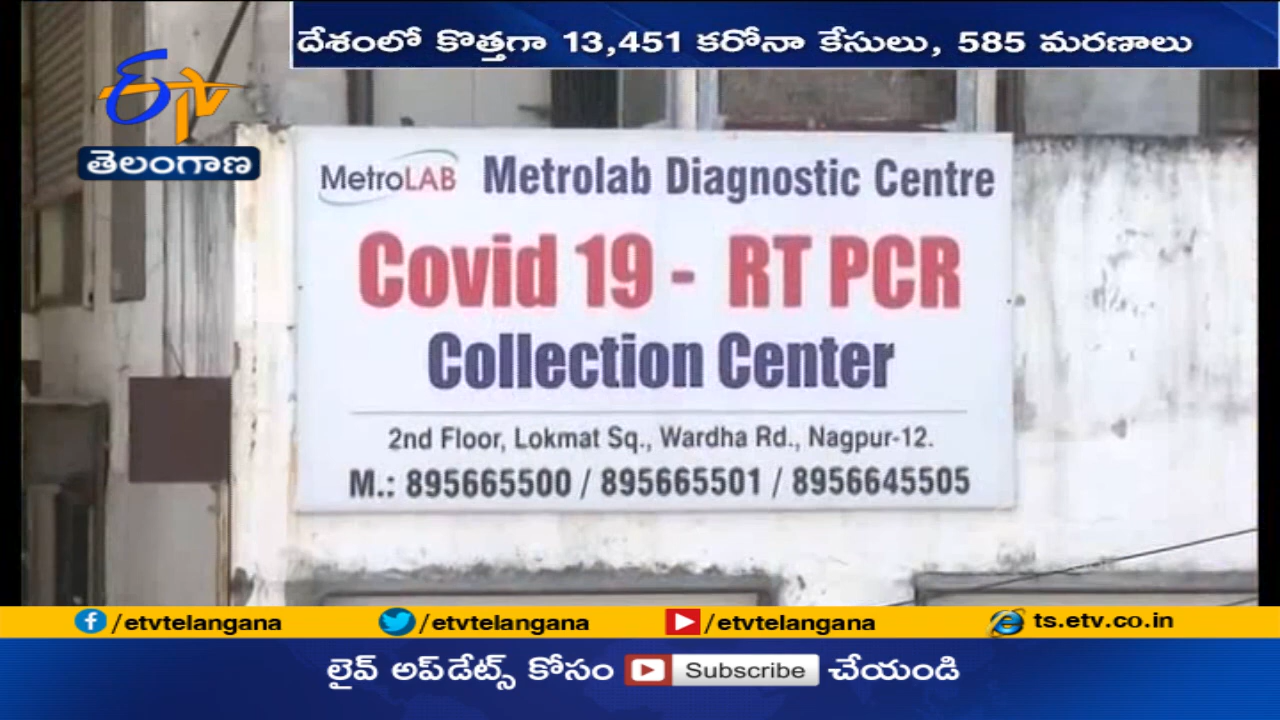 దేశంలో కొత్తగా 13,451 కరోనా కేసులు, 585 మరణాలు
ETV
తెలంగాణ
MetroLAB Metrolab Diagnostic Centre
Covid 19 - RT PCR
Collection Center
2nd Floor, Lokmat Sq., Wardha Rd., Nagpur-12.
M.: 895665500 / 895665501 / 8956645505
/etvtelangana /etvtelangana /etvtelangana ts.etv.co.in
లైవ్ అప్‌డేట్స్ కోసం Subscribe చేయండి